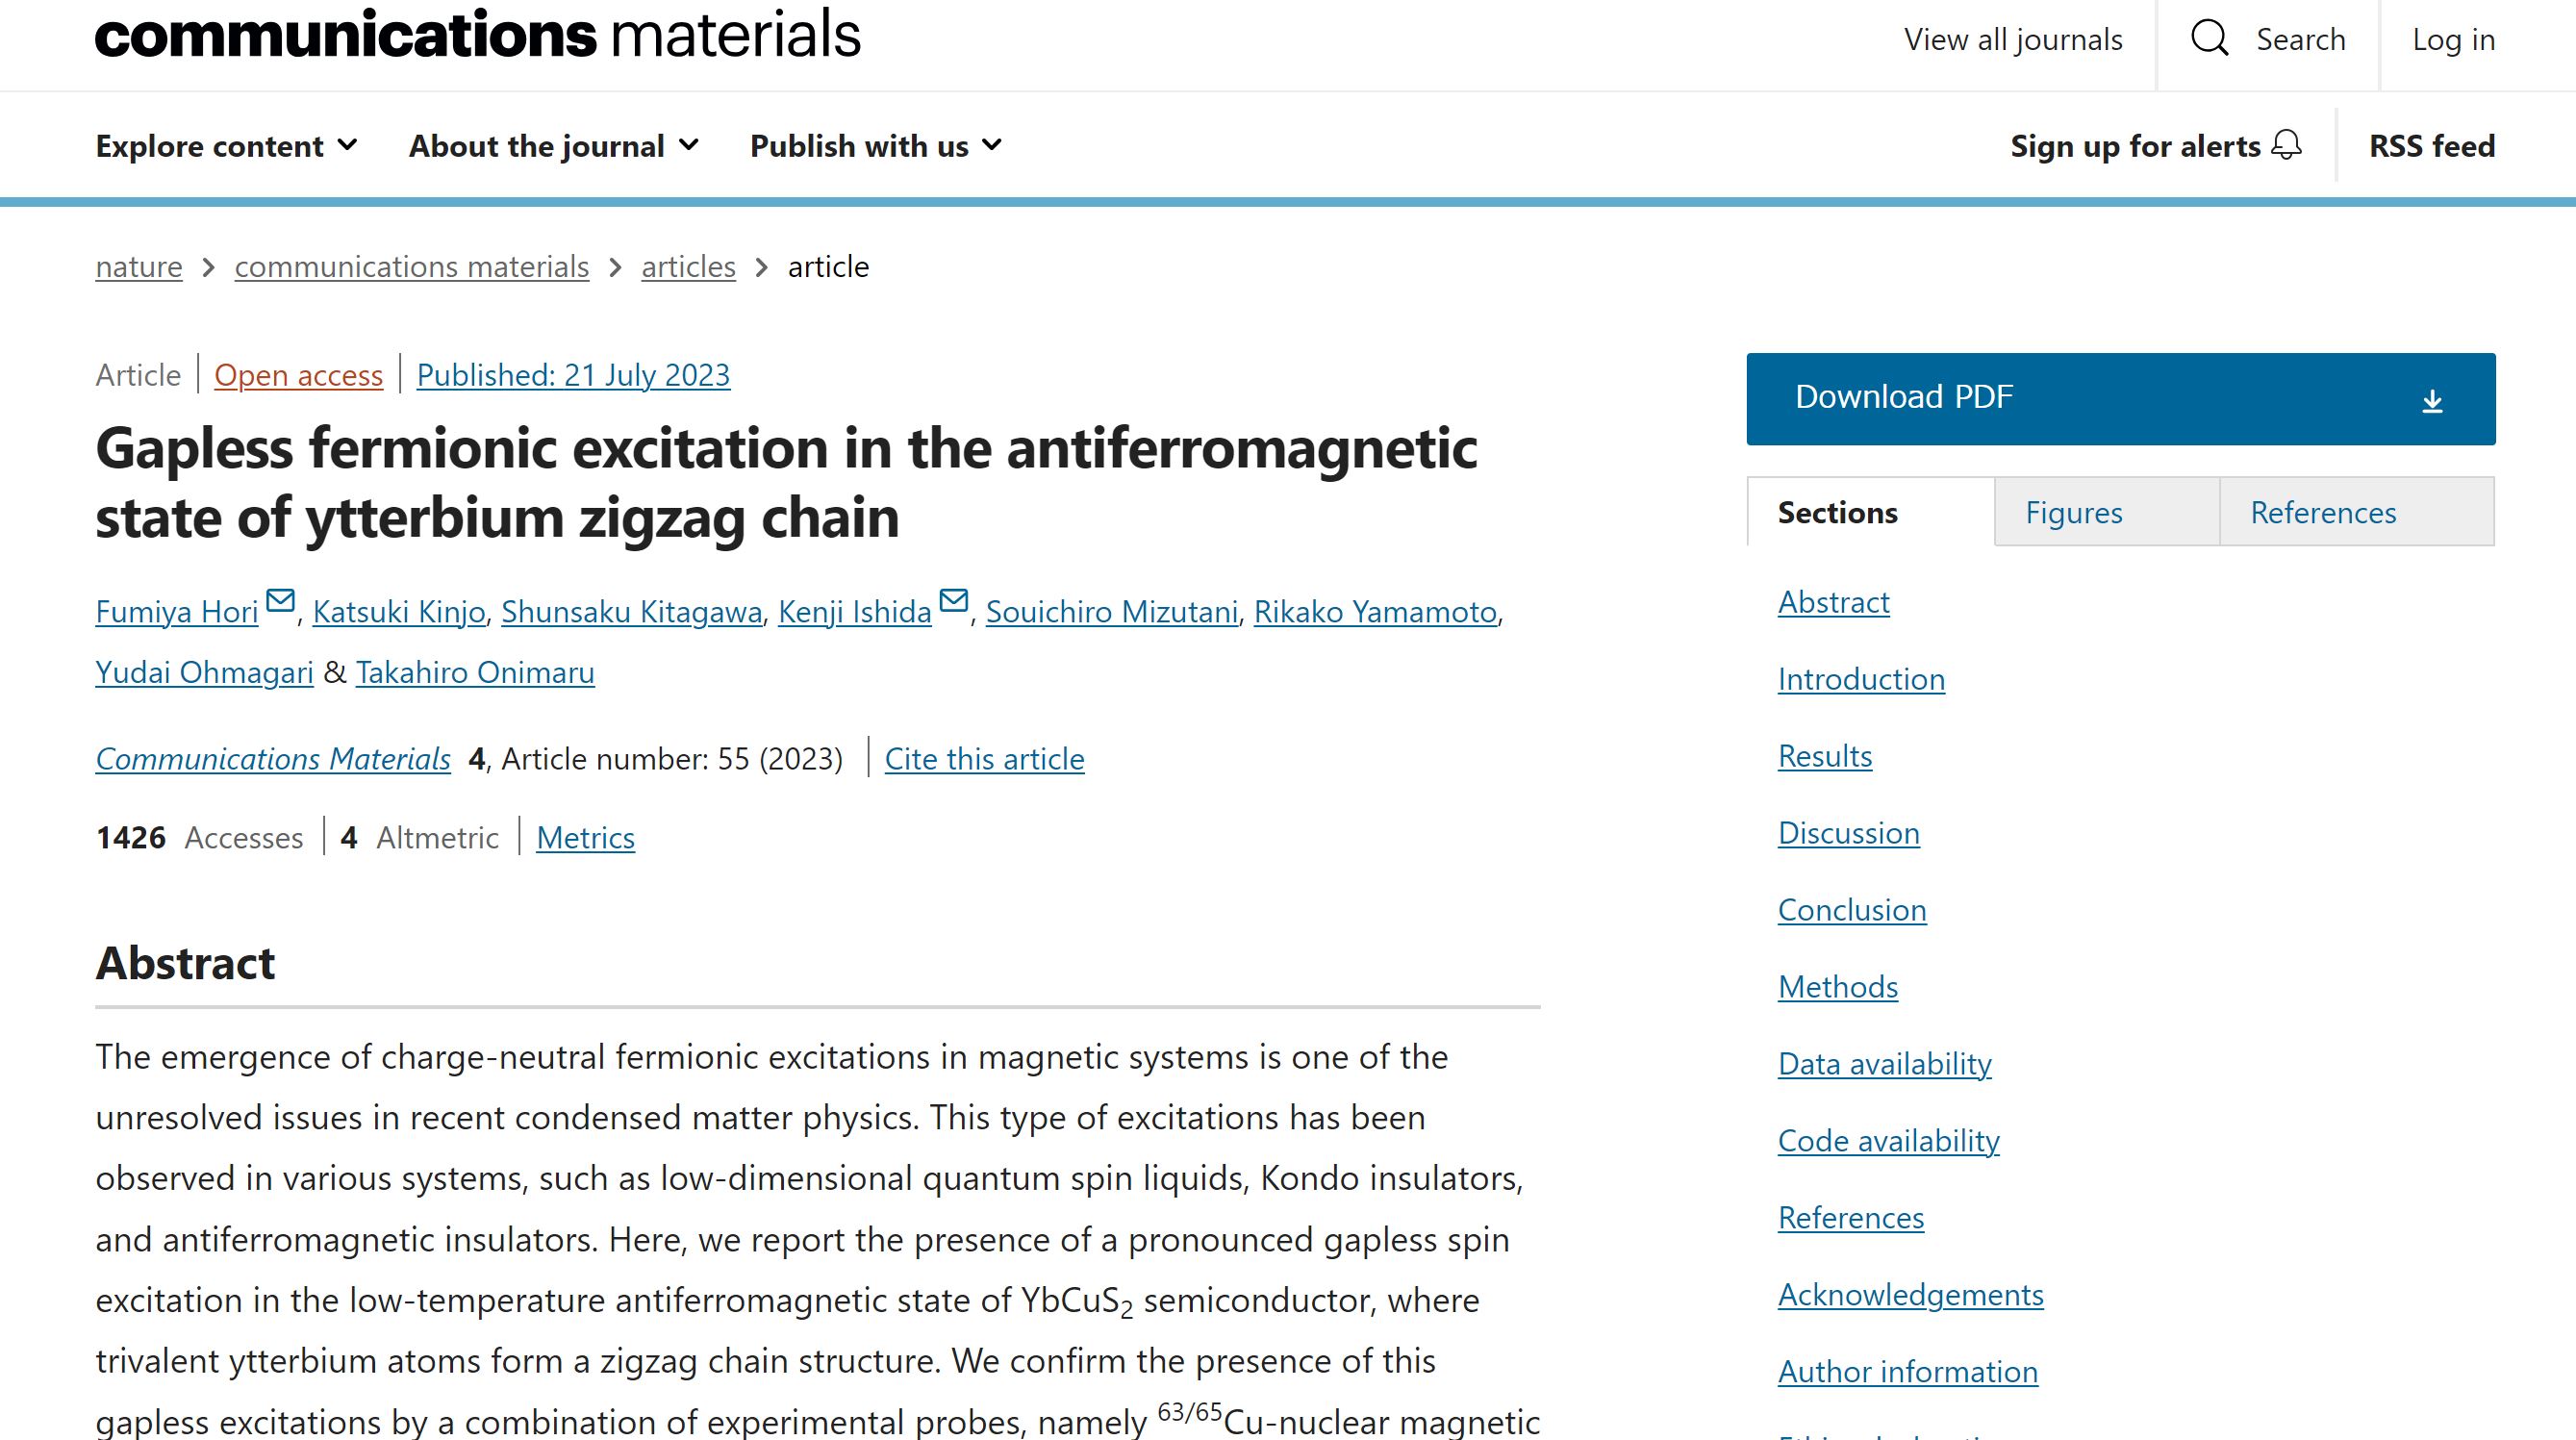 communications materials
View all journals
Search
Log in
Explore content
About the journal
Publish with us
Sign up for alerts
RSS feed
nature > communications materials > articles > article
Article | Open access | Published: 21 July 2023
Gapless fermionic excitation in the antiferromagnetic
state of ytterbium zigzag chain
Fumiya Hori, Katsuki Kinjo, Shunsaku Kitagawa, Kenji Ishida, Souichiro Mizutani, Rikako Yamamoto,
Yudai Ohmagari & Takahiro Onimaru
Communications Materials 4, Article number: 55 (2023) | Cite this article
1426 Accesses | 4 Altmetric | Metrics
Abstract
The emergence of charge-neutral fermionic excitations in magnetic systems is one of the
unresolved issues in recent condensed matter physics. This type of excitations has been
observed in various systems, such as low-dimensional quantum spin liquids, Kondo insulators,
and antiferromagnetic insulators. Here, we report the presence of a pronounced gapless spin
excitation in the low-temperature antiferromagnetic state of YbCuS₂ semiconductor, where
trivalent ytterbium atoms form a zigzag chain structure. We confirm the presence of this
gapless excitations by a combination of experimental probes, namely ⁶³/⁶⁵Cu-nuclear magnetic
Download PDF
Sections
Figures
References
Abstract
Introduction
Results
Discussion
Conclusion
Methods
Data availability
Code availability
References
Acknowledgements
Author information